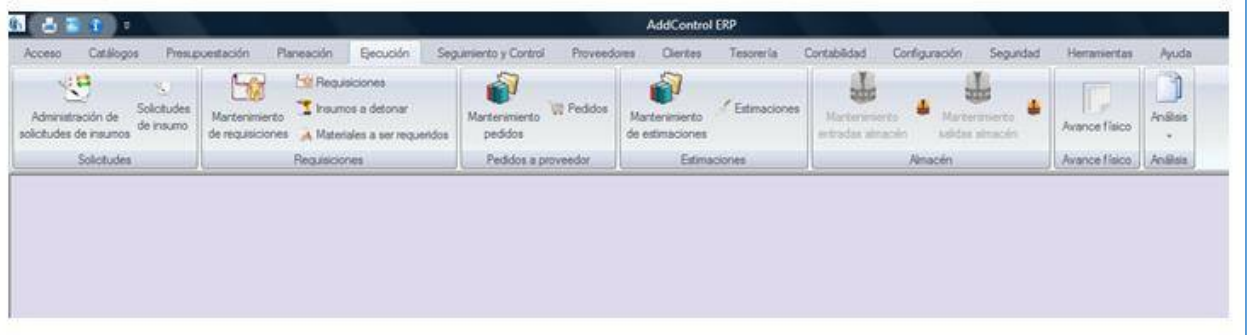 AddControl ERP
Acceso Catálogos Presupuestación Planeación Ejecución Seguimiento y Control Proveedores Clientes Tesorería Contabilidad Configuración Seguridad Herramientas Ayuda
Administración de
solicitudes de insumos
Solicitudes
de insumo
Solicitudes
Mantenimiento
de requisiciones
Requisiciones
Insumos a detonar
Materiales a ser requeridos
Requisiciones
Mantenimiento
pedidos
Pedidos
Pedidos a proveedor
Mantenimiento
de estimaciones
Estimaciones
Estimaciones
Mantenimiento
entradas almacén
Mantenimiento
salidas almacén
Almacén
Avance físico
Avance físico
Análisis
Análisis